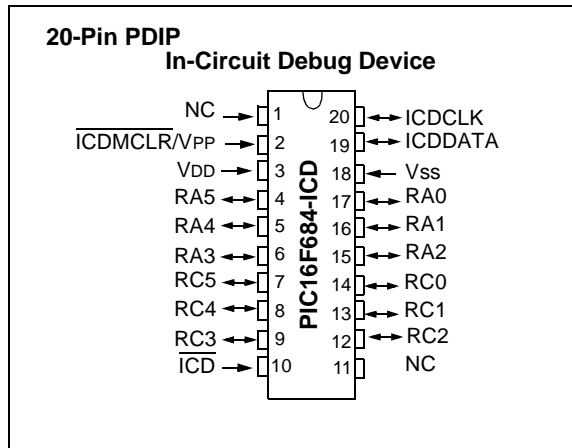 20-Pin PDIP
In-Circuit Debug Device
NC 1 20 ICDCLK
ICDMCLR/VPP 2 19 ICDDATA
VDD 3 18 Vss
RA5 4 17 RA0
RA4 5 16 RA1
RA3 6 15 RA2
RC5 7 14 RC0
RC4 8 13 RC1
RC3 9 12 RC2
ICD 10 11 NC
PIC16F684-ICD